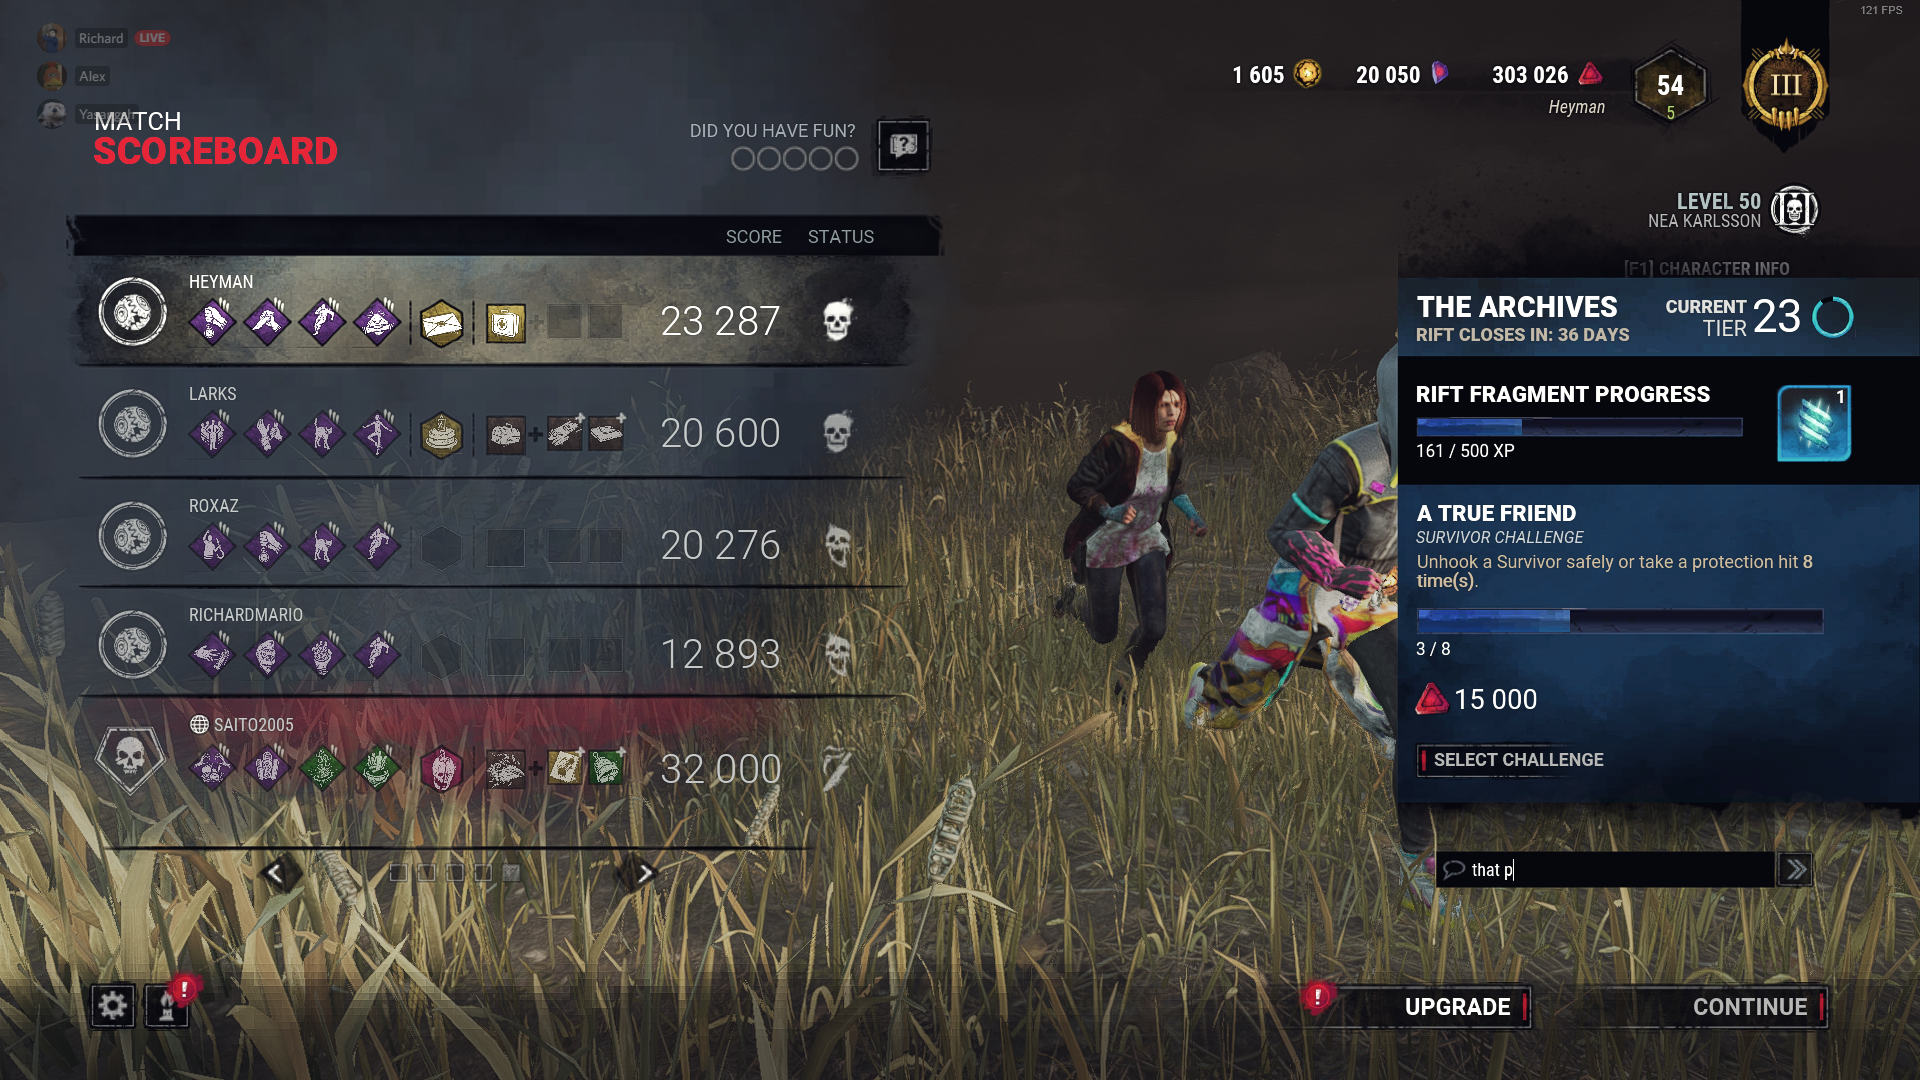 121 FPS
Richard LIVE
Alex
MATCH
SCOREBOARD
DID YOU HAVE FUN?
1 605
20 050
303 026
Heyman
54
5
III
LEVEL 50
NEA KARLSSON
[F1] CHARACTER INFO
SCORE STATUS
HEYMAN
23 287
LARKS
20 600
ROXAZ
20 276
RICHARDMARIO
12 893
SAITO2005
32 000
THE ARCHIVES
RIFT CLOSES IN: 36 DAYS
CURRENT
TIER 23
RIFT FRAGMENT PROGRESS
1
161 / 500 XP
A TRUE FRIEND
SURVIVOR CHALLENGE
Unhook a Survivor safely or take a protection hit 8
time(s).
3 / 8
15 000
SELECT CHALLENGE
that p
UPGRADE
CONTINUE